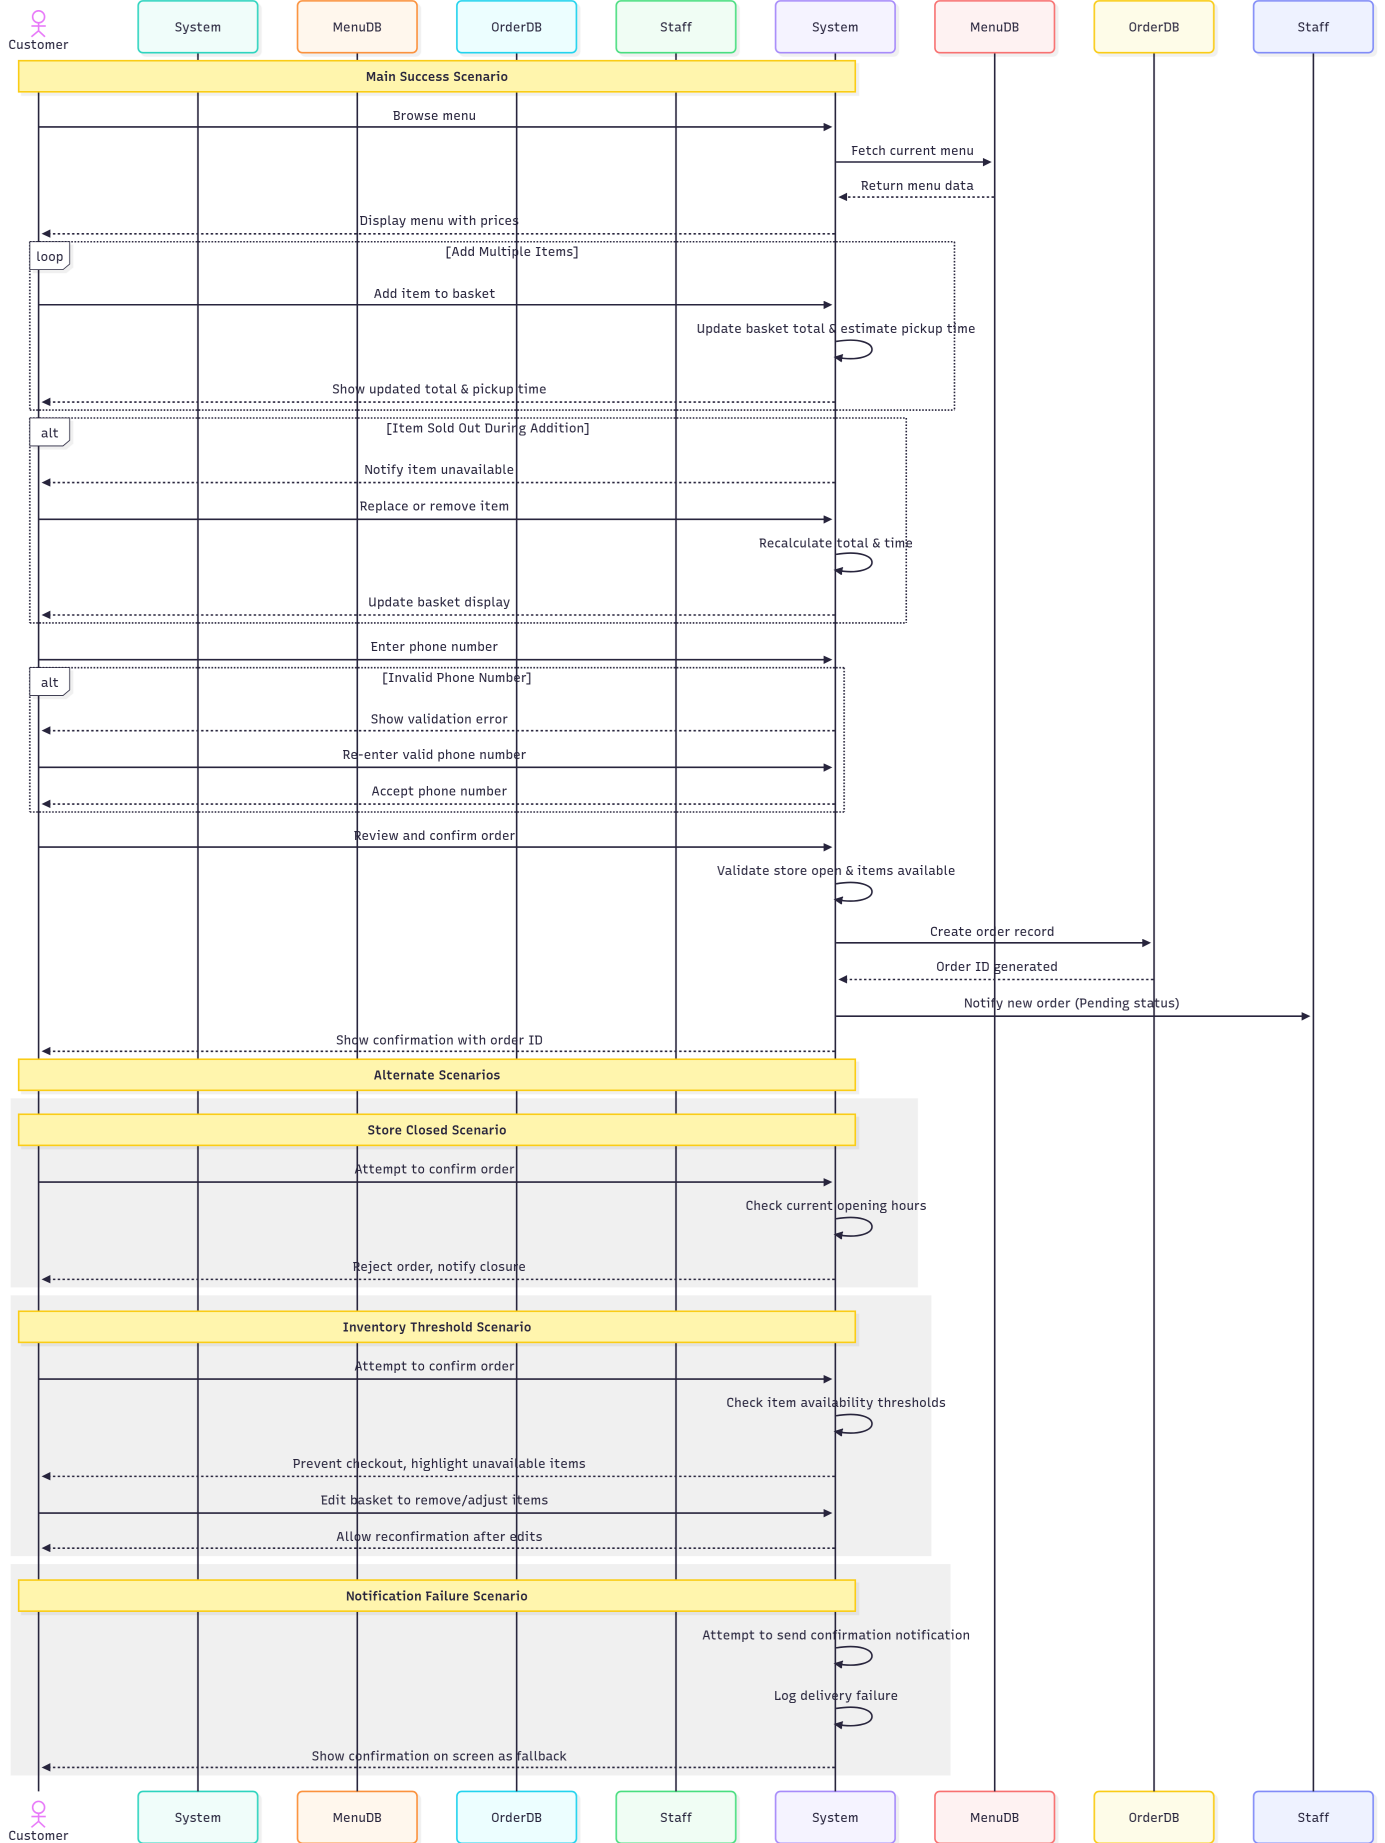 Customer
System
MenuDB
OrderDB
Staff
System
MenuDB
OrderDB
Staff
Main Success Scenario
Browse menu
Fetch current menu
Return menu data
Display menu with prices
loop
[Add Multiple Items]
Add item to basket
Update basket total & estimate pickup time
Show updated total & pickup time
alt
[Item Sold Out During Addition]
Notify item unavailable
Replace or remove item
Recalculate total & time
Update basket display
Enter phone number
alt
[Invalid Phone Number]
Show validation error
Re-enter valid phone number
Accept phone number
Review and confirm order
Validate store open & items available
Create order record
Order ID generated
Notify new order (Pending status)
Show confirmation with order ID
Alternate Scenarios
Store Closed Scenario
Attempt to confirm order
Check current opening hours
Reject order, notify closure
Inventory Threshold Scenario
Attempt to confirm order
Check item availability thresholds
Prevent checkout, highlight unavailable items
Edit basket to remove/adjust items
Allow reconfirmation after edits
Notification Failure Scenario
Attempt to send confirmation notification
Log delivery failure
Show confirmation on screen as fallback
Customer
System
MenuDB
OrderDB
Staff
System
MenuDB
OrderDB
Staff